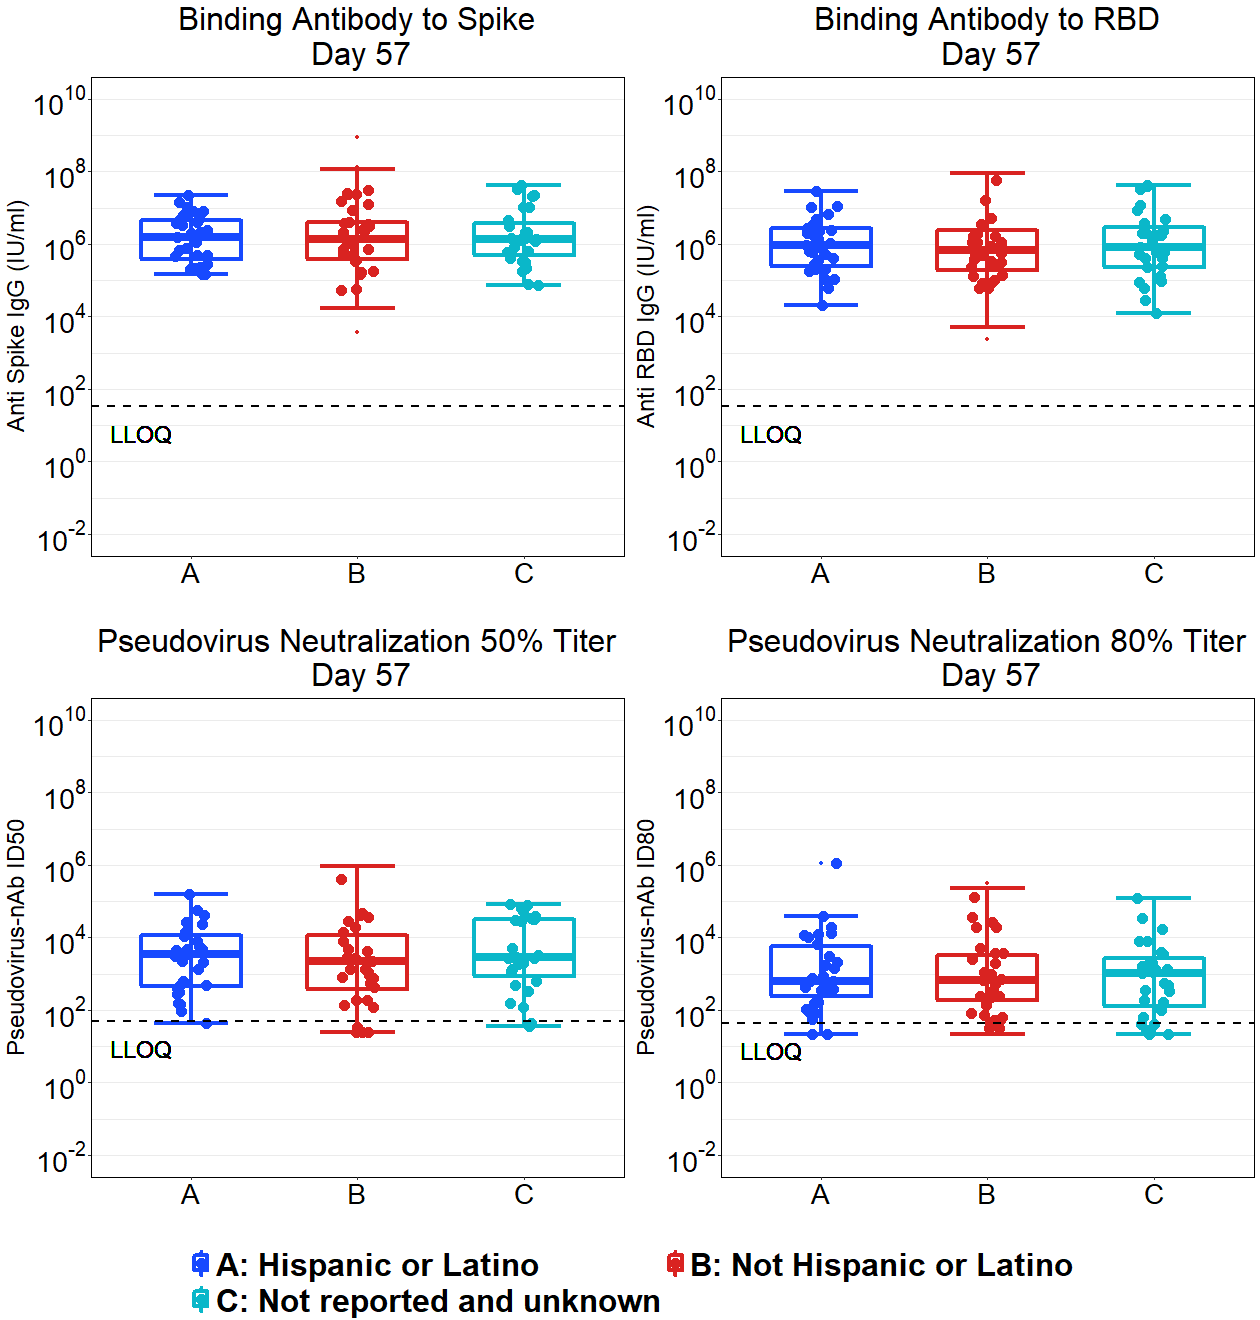 Binding Antibody to Spike
Day 57
Anti Spike IgG (IU/ml)
10^10
10^8
10^6
10^4
10^2
10^0
10^-2
LLOQ
A B C
Binding Antibody to RBD
Day 57
Anti RBD IgG (IU/ml)
10^10
10^8
10^6
10^4
10^2
10^0
10^-2
LLOQ
A B C
Pseudovirus Neutralization 50% Titer
Day 57
Pseudovirus-nAb ID50
10^10
10^8
10^6
10^4
10^2
10^0
10^-2
LLOQ
A B C
Pseudovirus Neutralization 80% Titer
Day 57
Pseudovirus-nAb ID80
10^10
10^8
10^6
10^4
10^2
10^0
10^-2
LLOQ
A B C
A: Hispanic or Latino
B: Not Hispanic or Latino
C: Not reported and unknown